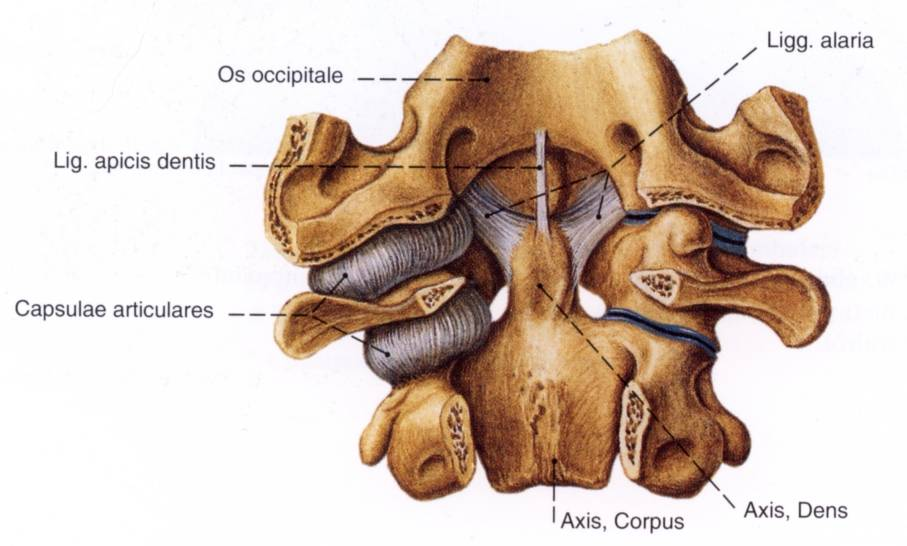 Ligg. alaria
Os occipitale
Lig. apicis dentis
Capsulae articulares
Axis, Dens
Axis, Corpus